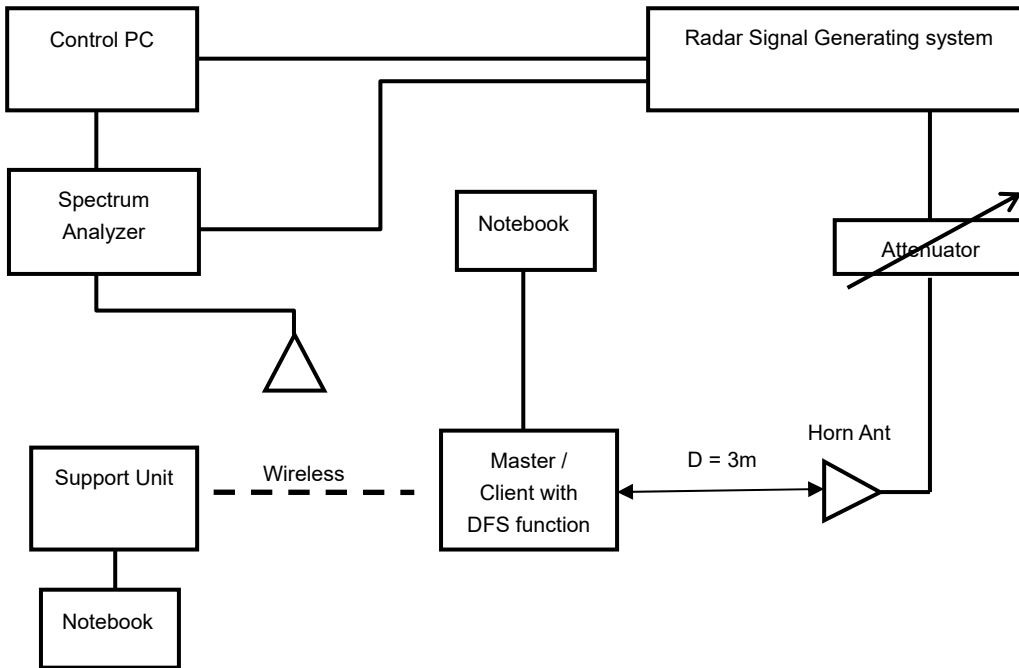 Control PC
Radar Signal Generating system
Spectrum
Analyzer
Notebook
Attenuator
Horn Ant
Support Unit
Wireless
Master /
Client with
DFS function
D = 3m
Notebook